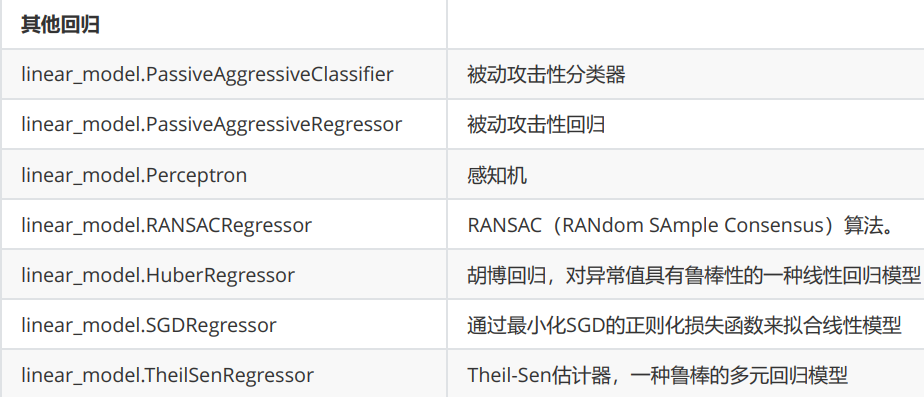 其他回归
linear_model.PassiveAggressiveClassifier 被动攻击性分类器
linear_model.PassiveAggressiveRegressor 被动攻击性回归
linear_model.Perceptron 感知机
linear_model.RANSACRegressor RANSAC（RANdom SAmple Consensus）算法。
linear_model.HuberRegressor 胡博回归，对异常值具有鲁棒性的一种线性回归模型
linear_model.SGDRegressor 通过最小化SGD的正则化损失函数来拟合线性模型
linear_model.TheilSenRegressor Theil-Sen估计器，一种鲁棒的多元回归模型